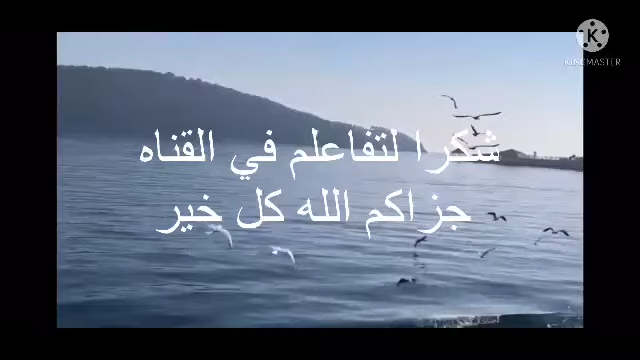 شكرا لتفاعلم في القناه
جزاكم الله كل خير
KINEMASTER